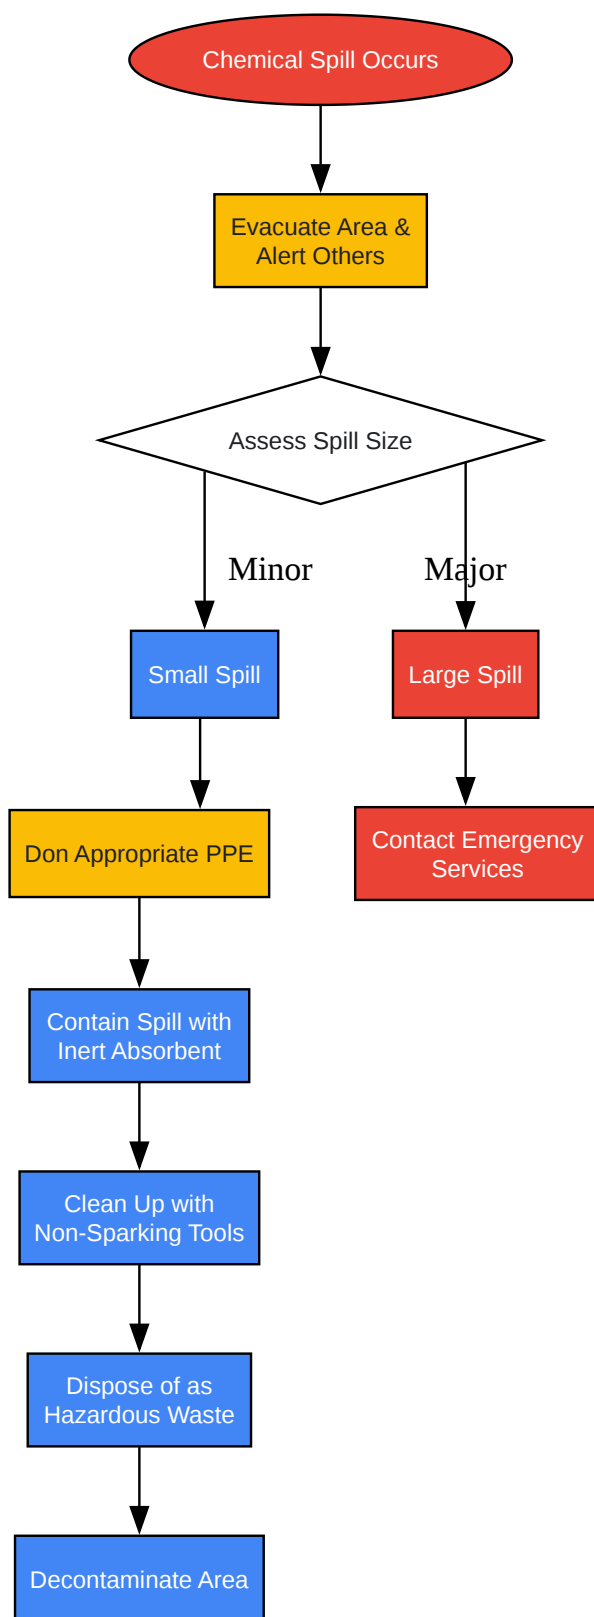 Chemical Spill Occurs
Evacuate Area &
Alert Others
Assess Spill Size
Minor
Major
Small Spill
Large Spill
Don Appropriate PPE
Contact Emergency
Services
Contain Spill with
Inert Absorbent
Clean Up with
Non-Sparking Tools
Dispose of as
Hazardous Waste
Decontaminate Area